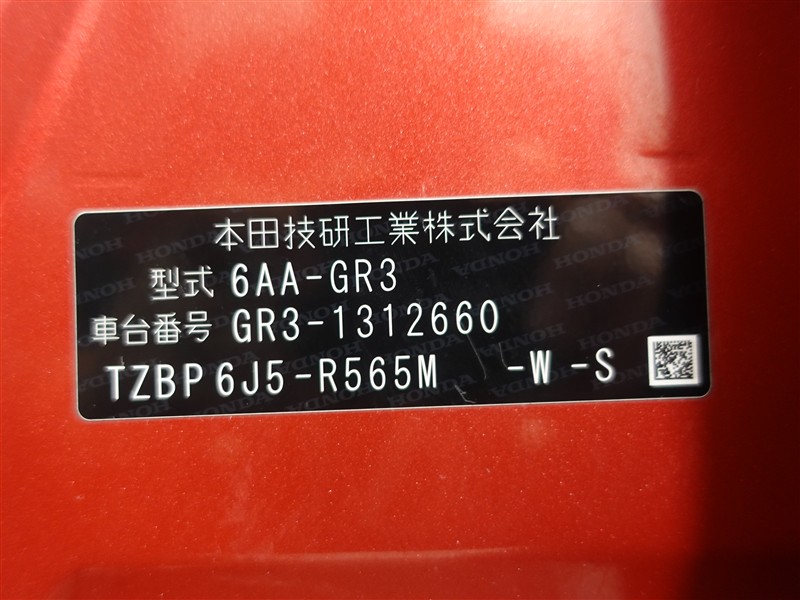 本田技研工業株式会社
型式 6AA-GR3
車台番号 GR3-1312660
TZBP 6J5-R565M -W -S